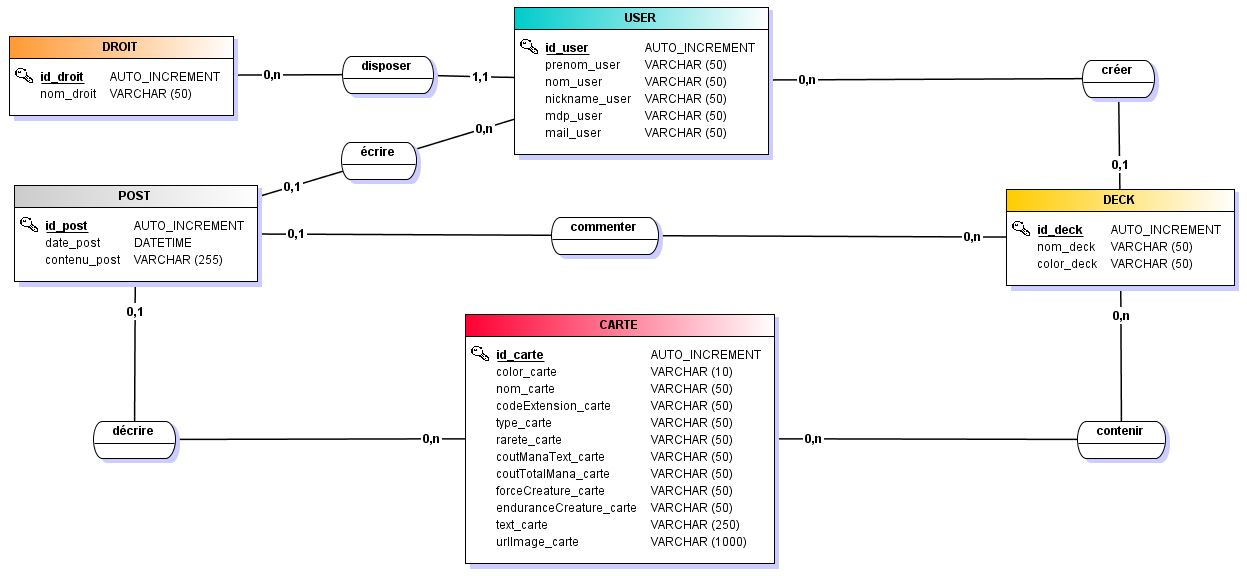 USER
id_user AUTO_INCREMENT
prenom_user VARCHAR (50)
nom_user VARCHAR (50)
nickname_user VARCHAR (50)
mdp_user VARCHAR (50)
mail_user VARCHAR (50)
DROIT
id_droit AUTO_INCREMENT
nom_droit VARCHAR (50)
0,n
disposer
1,1
0,n
créer
0,1
0,n
écrire
0,1
POST
id_post AUTO_INCREMENT
date_post DATETIME
contenu_post VARCHAR (255)
0,1
commenter
0,n
DECK
id_deck AUTO_INCREMENT
nom_deck VARCHAR (50)
color_deck VARCHAR (50)
0,1
0,n
CARTE
id_carte AUTO_INCREMENT
color_carte VARCHAR (10)
nom_carte VARCHAR (50)
codeExtension_carte VARCHAR (50)
type_carte VARCHAR (50)
rarete_carte VARCHAR (50)
coutManaText_carte VARCHAR (50)
coutTotalMana_carte VARCHAR (50)
forceCreature_carte VARCHAR (50)
enduranceCreature_carte VARCHAR (50)
text_carte VARCHAR (250)
urlImage_carte VARCHAR (1000)
décrire
0,n
0,n
contenir